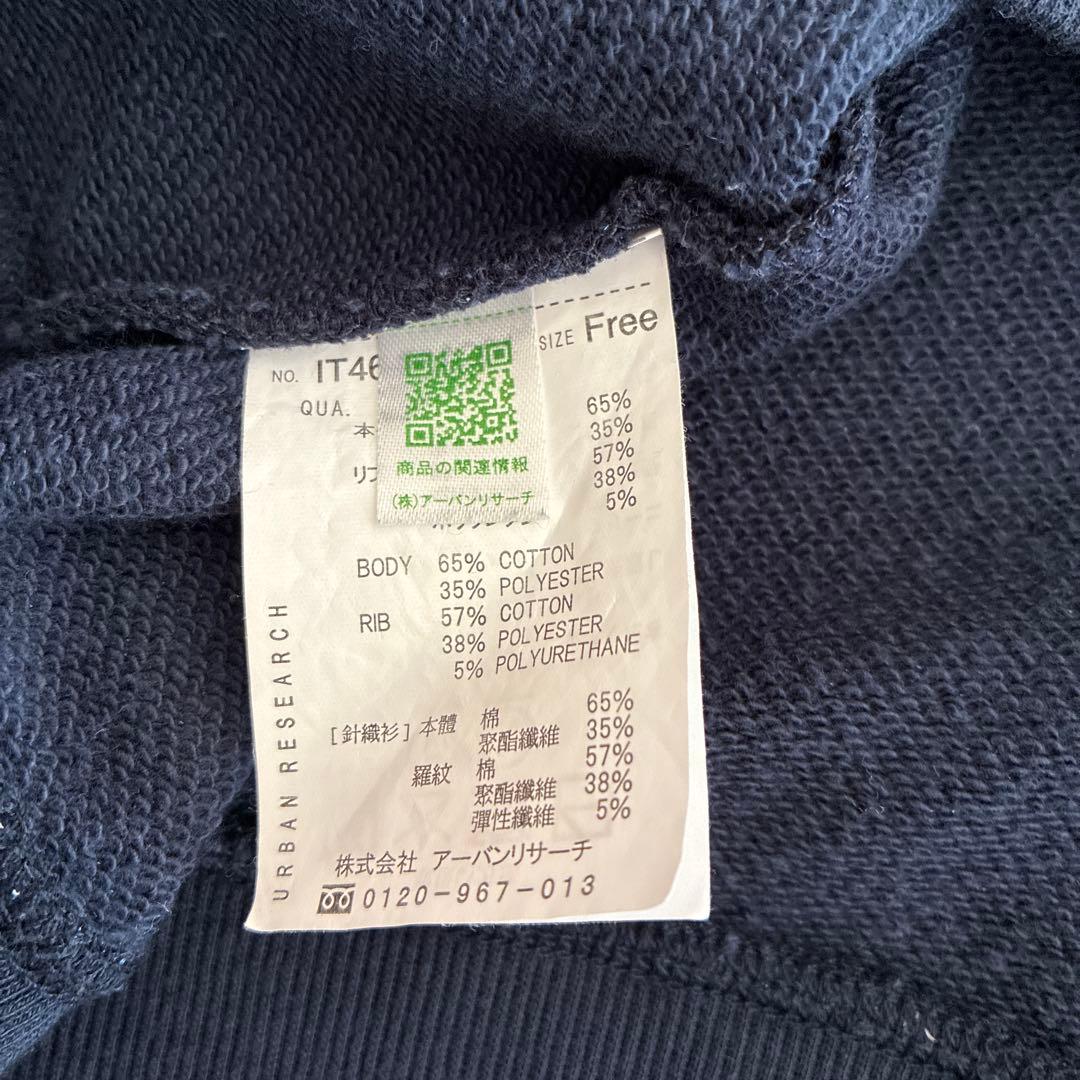 NO. IT46
SIZE Free
QUA.
本
65%
35%
リブ
57%
38%
5%
商品の関連情報
(株)アーバンリサーチ
BODY 65% COTTON
35% POLYESTER
RIB 57% COTTON
38% POLYESTER
5% POLYURETHANE
[針織衫] 本體 棉 65%
聚酯纖維 35%
羅紋 棉 57%
聚酯纖維 38%
彈性纖維 5%
株式会社 アーバンリサーチ
0120-967-013
URBAN RESEARCH